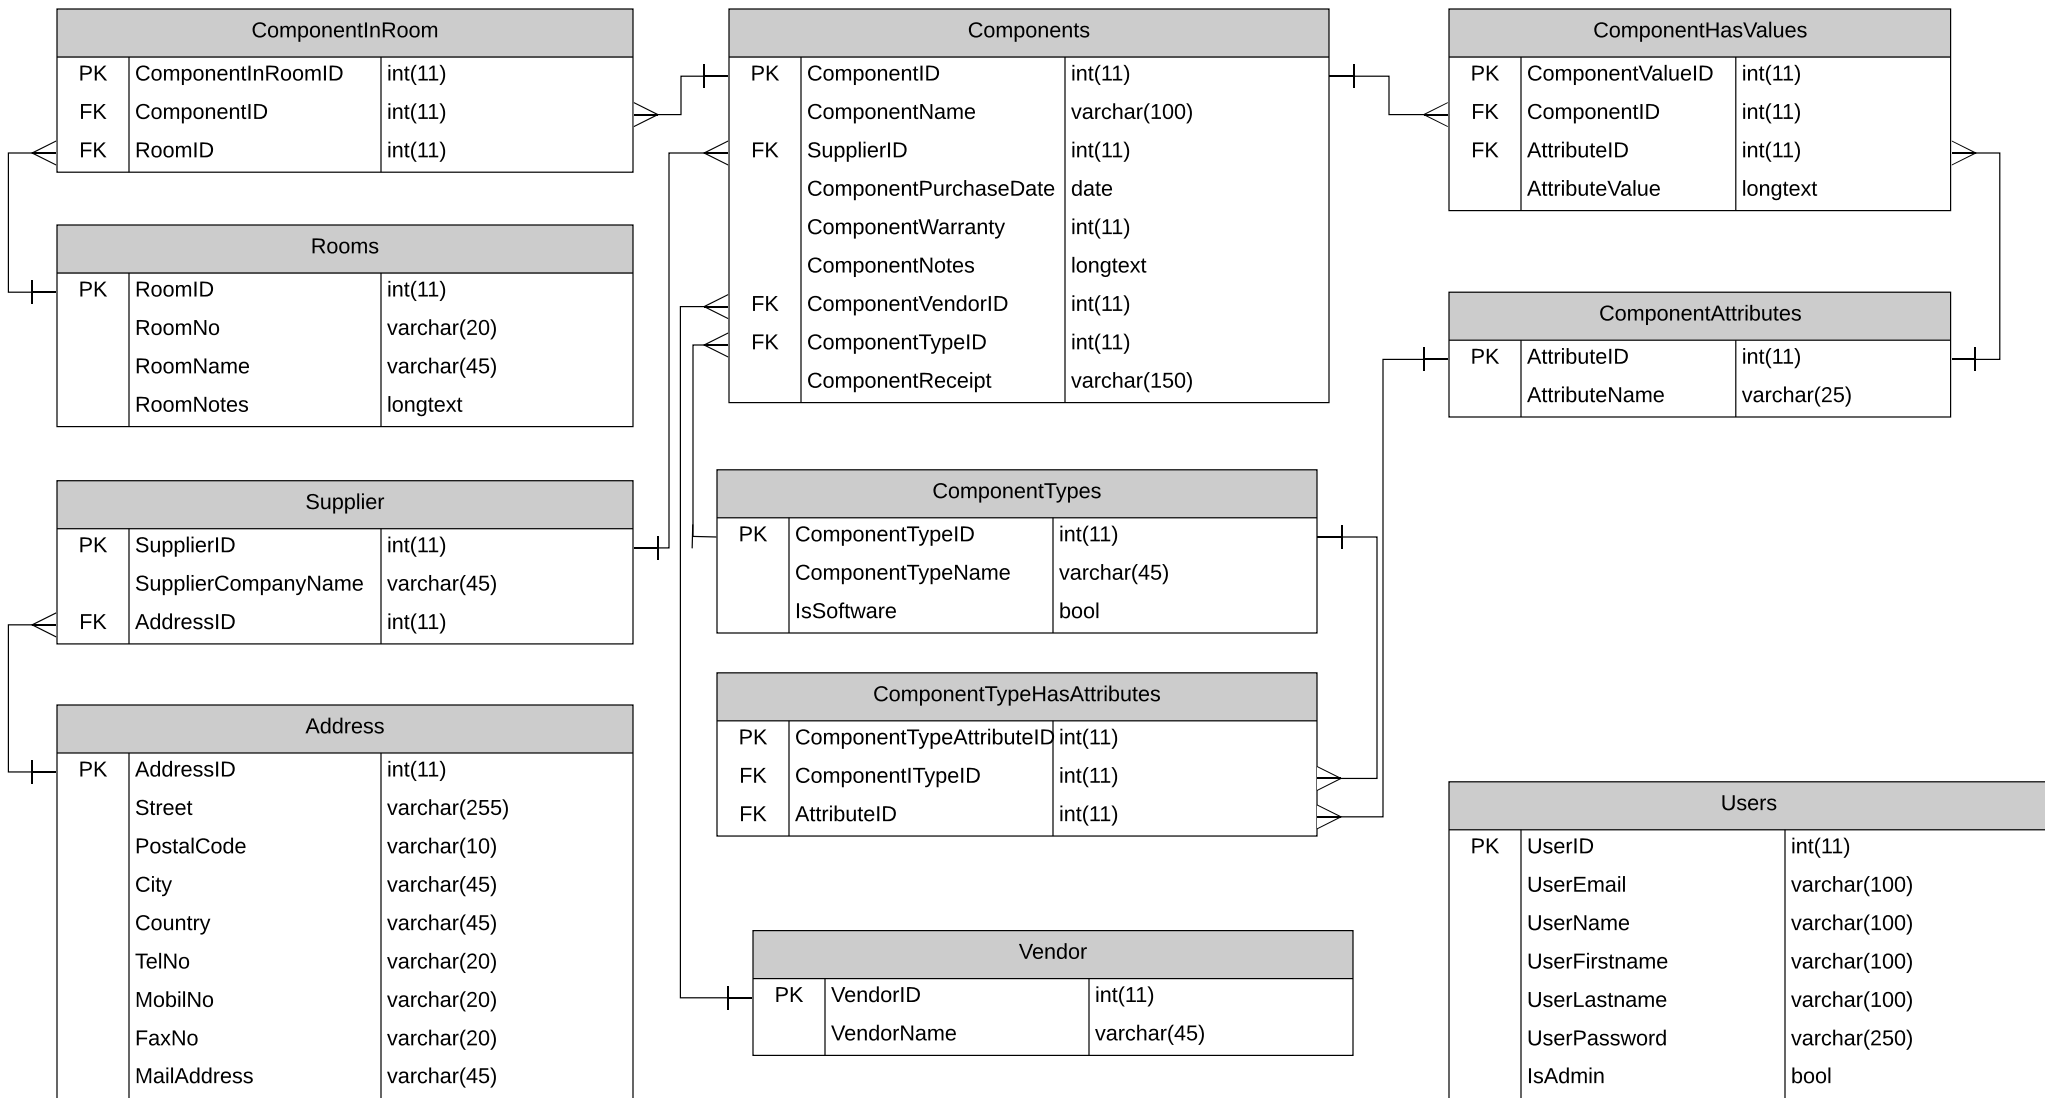 ComponentInRoom
PK ComponentInRoomID int(11)
FK ComponentID int(11)
FK RoomID int(11)
Rooms
PK RoomID int(11)
RoomNo varchar(20)
RoomName varchar(45)
RoomNotes longtext
Supplier
PK SupplierID int(11)
SupplierCompanyName varchar(45)
FK AddressID int(11)
Address
PK AddressID int(11)
Street varchar(255)
PostalCode varchar(10)
City varchar(45)
Country varchar(45)
TelNo varchar(20)
MobilNo varchar(20)
FaxNo varchar(20)
MailAddress varchar(45)
Components
PK ComponentID int(11)
ComponentName varchar(100)
FK SupplierID int(11)
ComponentPurchaseDate date
ComponentWarranty int(11)
ComponentNotes longtext
FK ComponentVendorID int(11)
FK ComponentTypeID int(11)
ComponentReceipt varchar(150)
ComponentTypes
PK ComponentTypeID int(11)
ComponentTypeName varchar(45)
IsSoftware bool
ComponentTypeHasAttributes
PK ComponentTypeAttributeID int(11)
FK ComponentITypeID int(11)
FK AttributeID int(11)
Vendor
PK VendorID int(11)
VendorName varchar(45)
ComponentHasValues
PK ComponentValueID int(11)
FK ComponentID int(11)
FK AttributeID int(11)
AttributeValue longtext
ComponentAttributes
PK AttributeID int(11)
AttributeName varchar(25)
Users
PK UserID int(11)
UserEmail varchar(100)
UserName varchar(100)
UserFirstname varchar(100)
UserLastname varchar(100)
UserPassword varchar(250)
IsAdmin bool